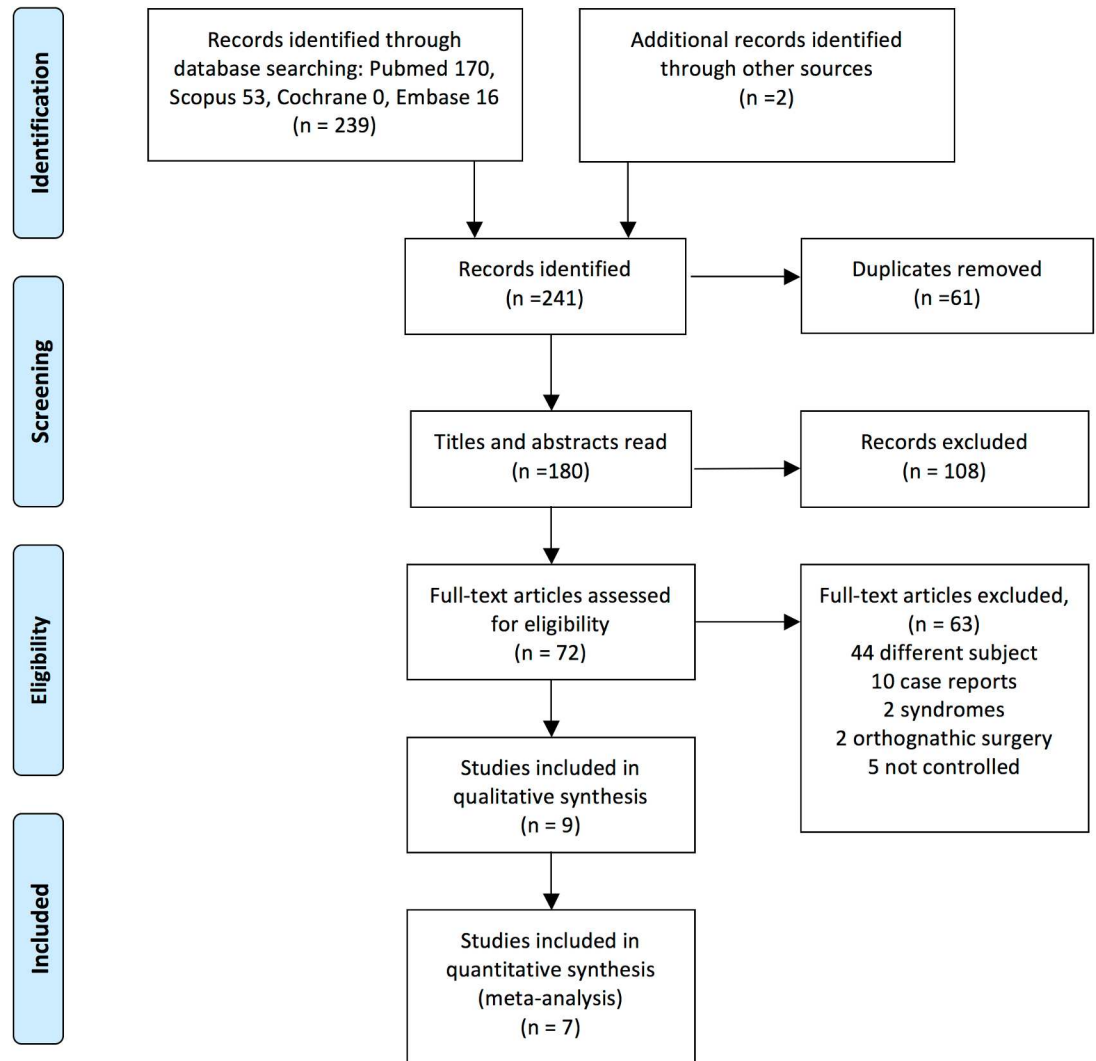 Identification
Records identified through
database searching: Pubmed 170,
Scopus 53, Cochrane 0, Embase 16
(n = 239)
Additional records identified
through other sources
(n =2)
Screening
Records identified
(n =241)
Duplicates removed
(n =61)
Titles and abstracts read
(n =180)
Records excluded
(n = 108)
Eligibility
Full-text articles assessed
for eligibility
(n = 72)
Full-text articles excluded,
(n = 63)
44 different subject
10 case reports
2 syndromes
2 orthognathic surgery
5 not controlled
Studies included in
qualitative synthesis
(n = 9)
Included
Studies included in
quantitative synthesis
(meta-analysis)
(n = 7)